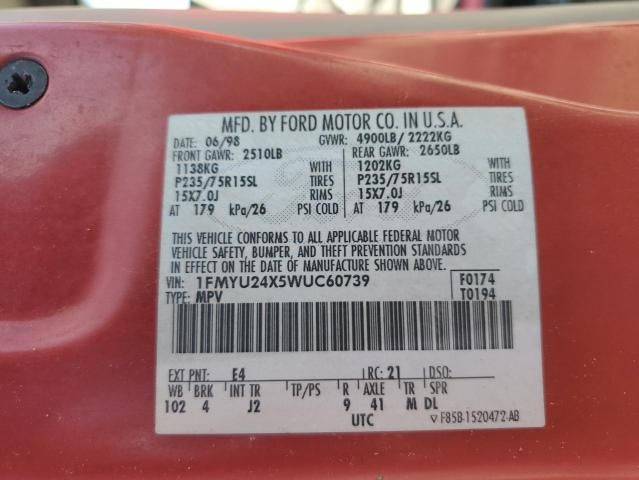 MFD. BY FORD MOTOR CO. IN U.S.A.
DATE: 06/98 GVWR: 4900LB/ 2222KG
FRONT GAWR: 2510LB REAR GAWR: 2650LB
1138KG WITH 1202KG WITH
P235/75R15SL TIRES P235/75R15SL TIRES
15X7.0J RIMS 15X7.0J RIMS
AT 179 kPa/26 PSI COLD AT 179 kPa/26 PSI COLD
THIS VEHICLE CONFORMS TO ALL APPLICABLE FEDERAL MOTOR
VEHICLE SAFETY, BUMPER, AND THEFT PREVENTION STANDARDS
IN EFFECT ON THE DATE OF MANUFACTURE SHOWN ABOVE.
VIN: 1FMYU24X5WUC60739 F0174
TYPE: MPV T0194
EXT PNT: E4 RC: 21 DSO:
WB BRK INT TR TP/PS R AXLE TR SPR
102 4 J2 9 41 M DL
UTC ▽ F85B-1520472-AB